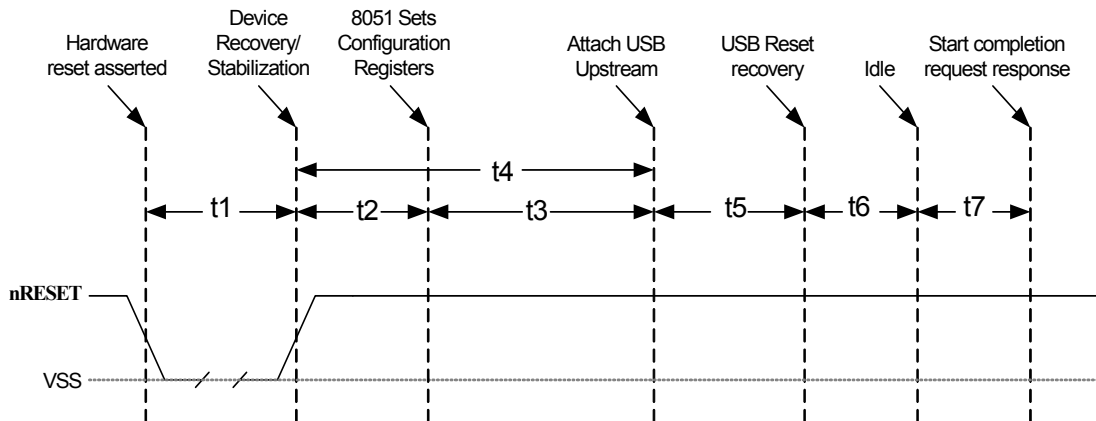 Hardware
reset asserted
Device
Recovery/
Stabilization
8051 Sets
Configuration
Registers
Attach USB
Upstream
USB Reset
recovery
Idle
Start completion
request response
t4
t1
t2
t3
t5
t6
t7
nRESET
VSS